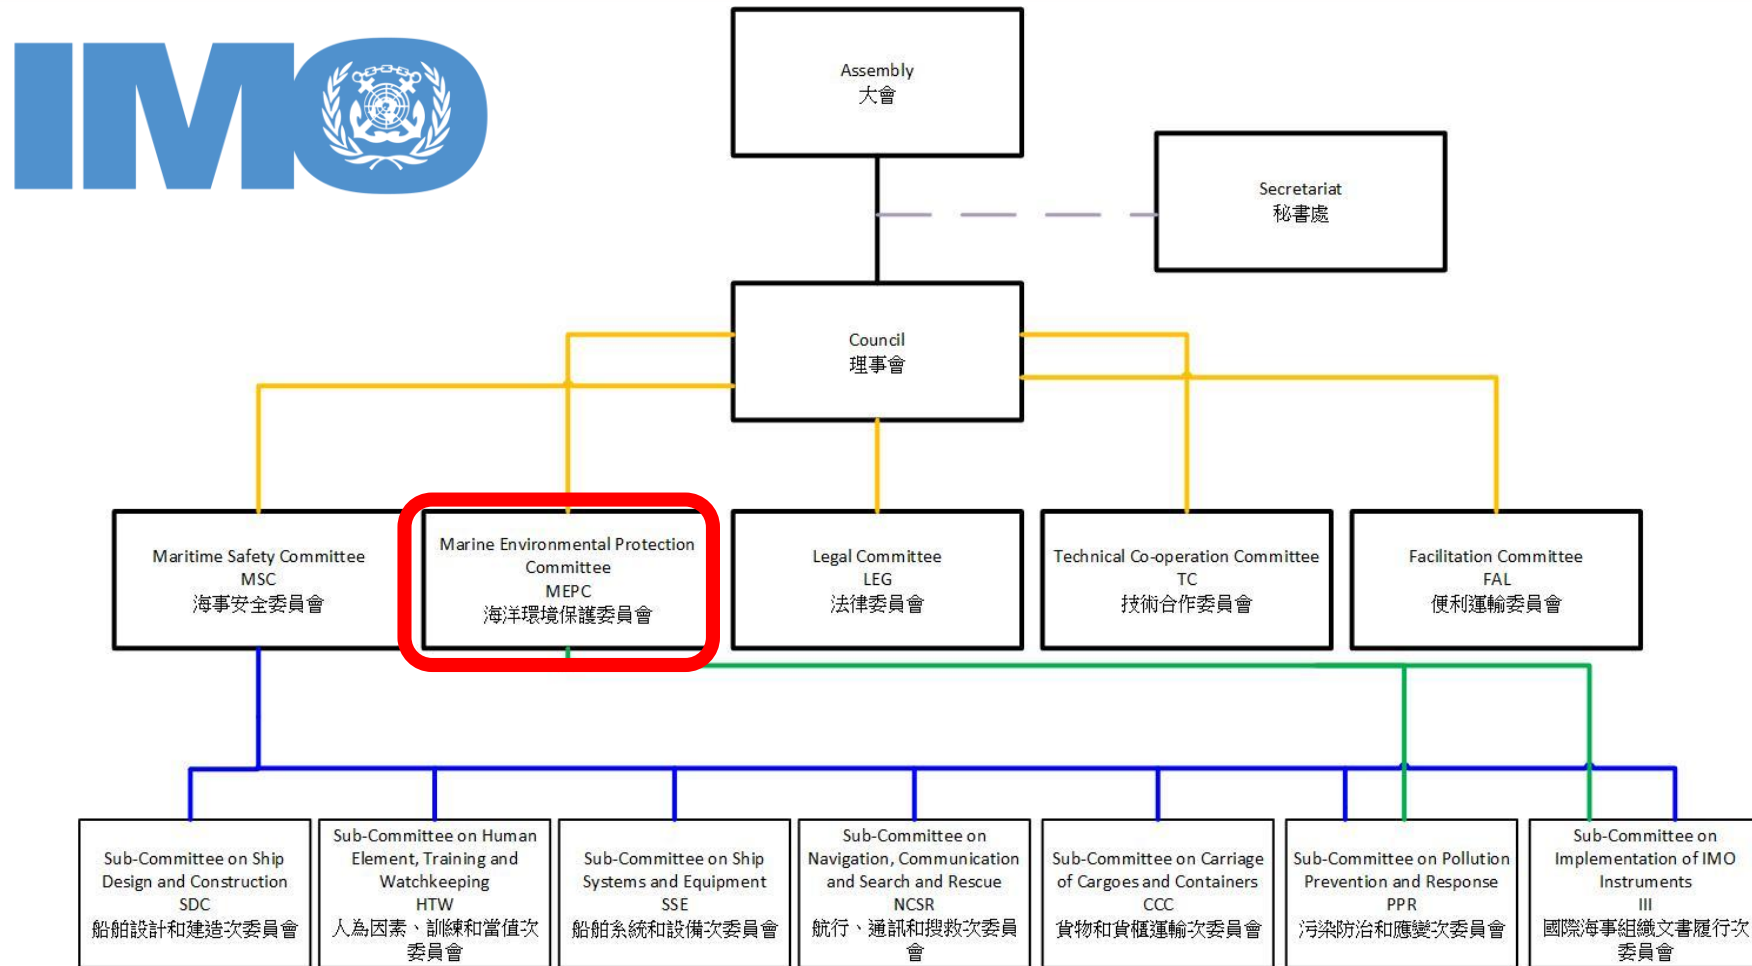 IMO
Assembly
大會
Secretariat
秘書處
Council
理事會
Maritime Safety Committee
MSC
海事安全委員會
Marine Environmental Protection
Committee
MEPC
海洋環境保護委員會
Legal Committee
LEG
法律委員會
Technical Co-operation Committee
TC
技術合作委員會
Facilitation Committee
FAL
便利運輸委員會
Sub-Committee on Ship
Design and Construction
SDC
船舶設計和建造次委員會
Sub-Committee on Human
Element, Training and
Watchkeeping
HTW
人為因素、訓練和當值次
委員會
Sub-Committee on Ship
Systems and Equipment
SSE
船舶系統和設備次委員會
Sub-Committee on
Navigation, Communication
and Search and Rescue
NCSR
航行、通訊和搜救次委員
會
Sub-Committee on Carriage
of Cargoes and Containers
CCC
貨物和貨櫃運輸次委員會
Sub-Committee on Pollution
Prevention and Response
PPR
污染防治和應變次委員會
Sub-Committee on
Implementation of IMO
Instruments
III
國際海事組織文書履行次
委員會